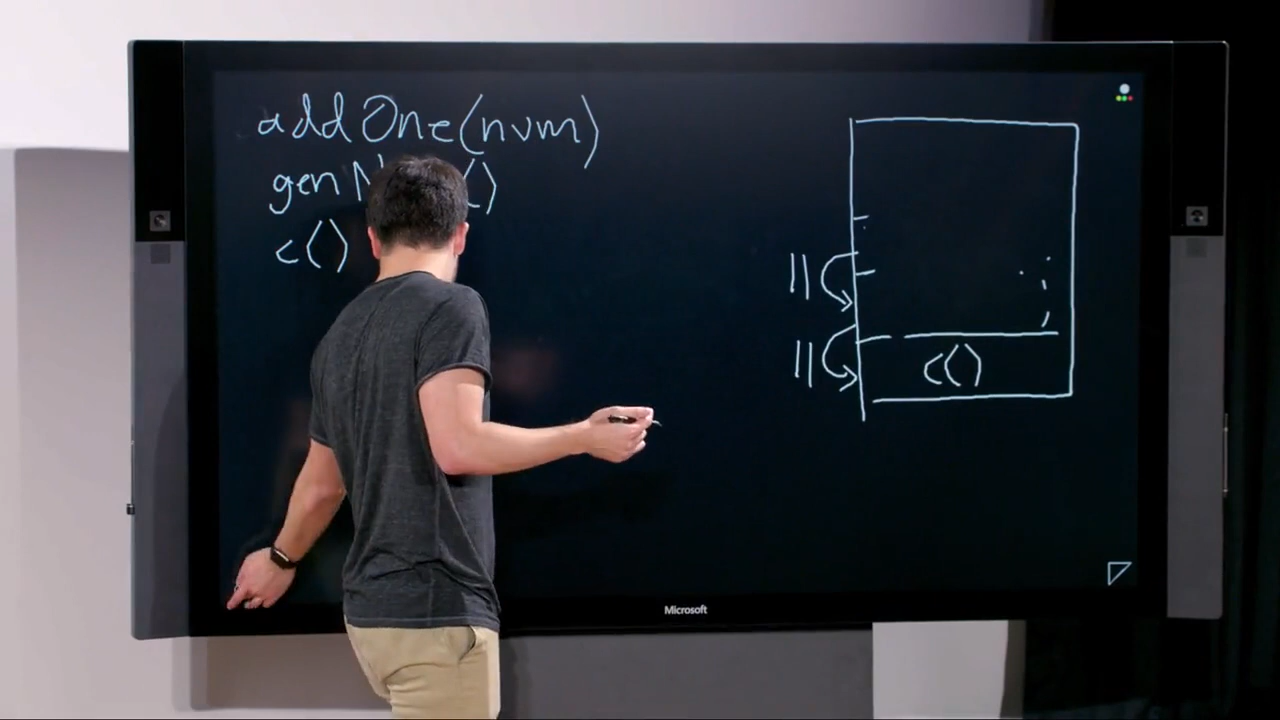 addOne(num)
gen
c()
||
||
c()
Microsoft